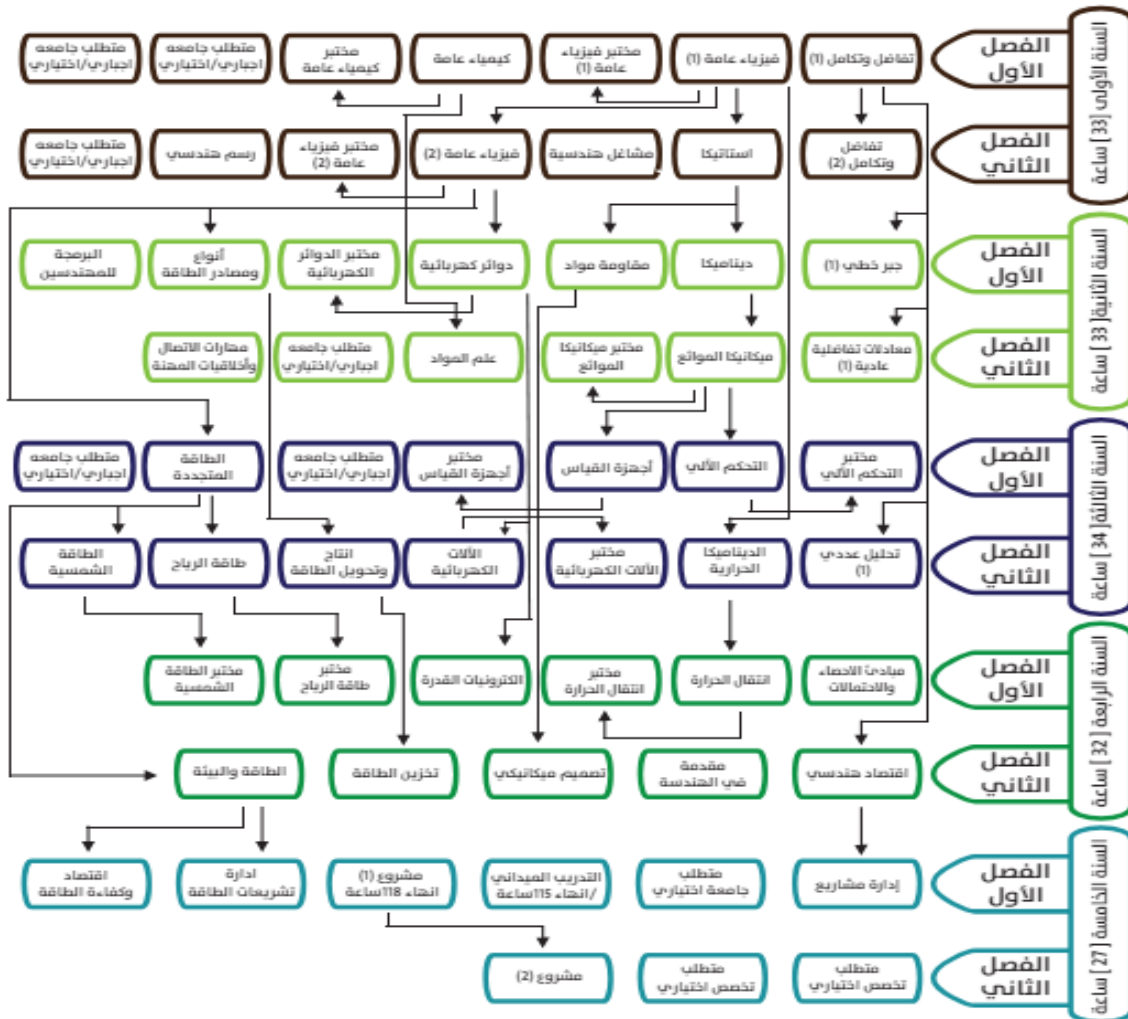 السنة الأولى [33] ساعة
الفصل
الأول
تفاضل وتكامل (1)
فيزياء عامة (1)
مختبر فيزياء
عامة (1)
كيمياء عامة
مختبر
كيمياء عامة
متطلب جامعه
اجباري/اختياري
متطلب جامعه
اجباري/اختياري
الفصل
الثاني
تفاضل
وتكامل (2)
استاتيكا
مشاغل هندسية
فيزياء عامة (2)
مختبر فيزياء
عامة (2)
رسم هندسي
متطلب جامعه
اجباري/اختياري
السنة الثانية [33] ساعة
الفصل
الأول
جبر خطي (1)
ديناميكا
مقاومة مواد
دوائر كهربائية
مختبر الدوائر
الكهربائية
أنواع
ومصادر الطاقة
البرمجة
للمهندسين
الفصل
الثاني
معادلات تفاضلية
عادية (1)
ميكانيكا الموائع
مختبر ميكانيكا
الموائع
علم المواد
متطلب جامعه
اجباري/اختياري
مهارات الاتصال
وأخلاقيات المهنة
السنة الثالثة [34] ساعة
الفصل
الأول
مختبر
التحكم الألي
التحكم الألي
أجهزة القياس
مختبر
أجهزة القياس
متطلب جامعه
اجباري/اختياري
الطاقة
المتجددة
متطلب جامعه
اجباري/اختياري
الفصل
الثاني
تحليل عددي
(1)
الديناميكا
الحرارية
مختبر
الآلات الكهربائية
الآلات
الكهربائية
انتاج
وتحويل الطاقة
طاقة الرياح
الطاقة
الشمسية
السنة الرابعة [32] ساعة
الفصل
الأول
مبادئ الاحصاء
والاحتمالات
انتقال الحرارة
مختبر
انتقال الحرارة
الكترونيات القدرة
مختبر
طاقة الرياح
مختبر الطاقة
الشمسية
الفصل
الثاني
اقتصاد هندسي
مقدمة
في الهندسة
تصميم ميكانيكي
تخزين الطاقة
الطاقة والبيئة
السنة الخامسة [27] ساعة
الفصل
الأول
إدارة مشاريع
متطلب
جامعة اختياري
التدريب الميداني
/انهاء 115ساعة
مشروع (1)
انهاء 118ساعة
ادارة
تشريعات الطاقة
اقتصاد
وكفاءة الطاقة
الفصل
الثاني
متطلب
تخصص اختياري
متطلب
تخصص اختياري
مشروع (2)